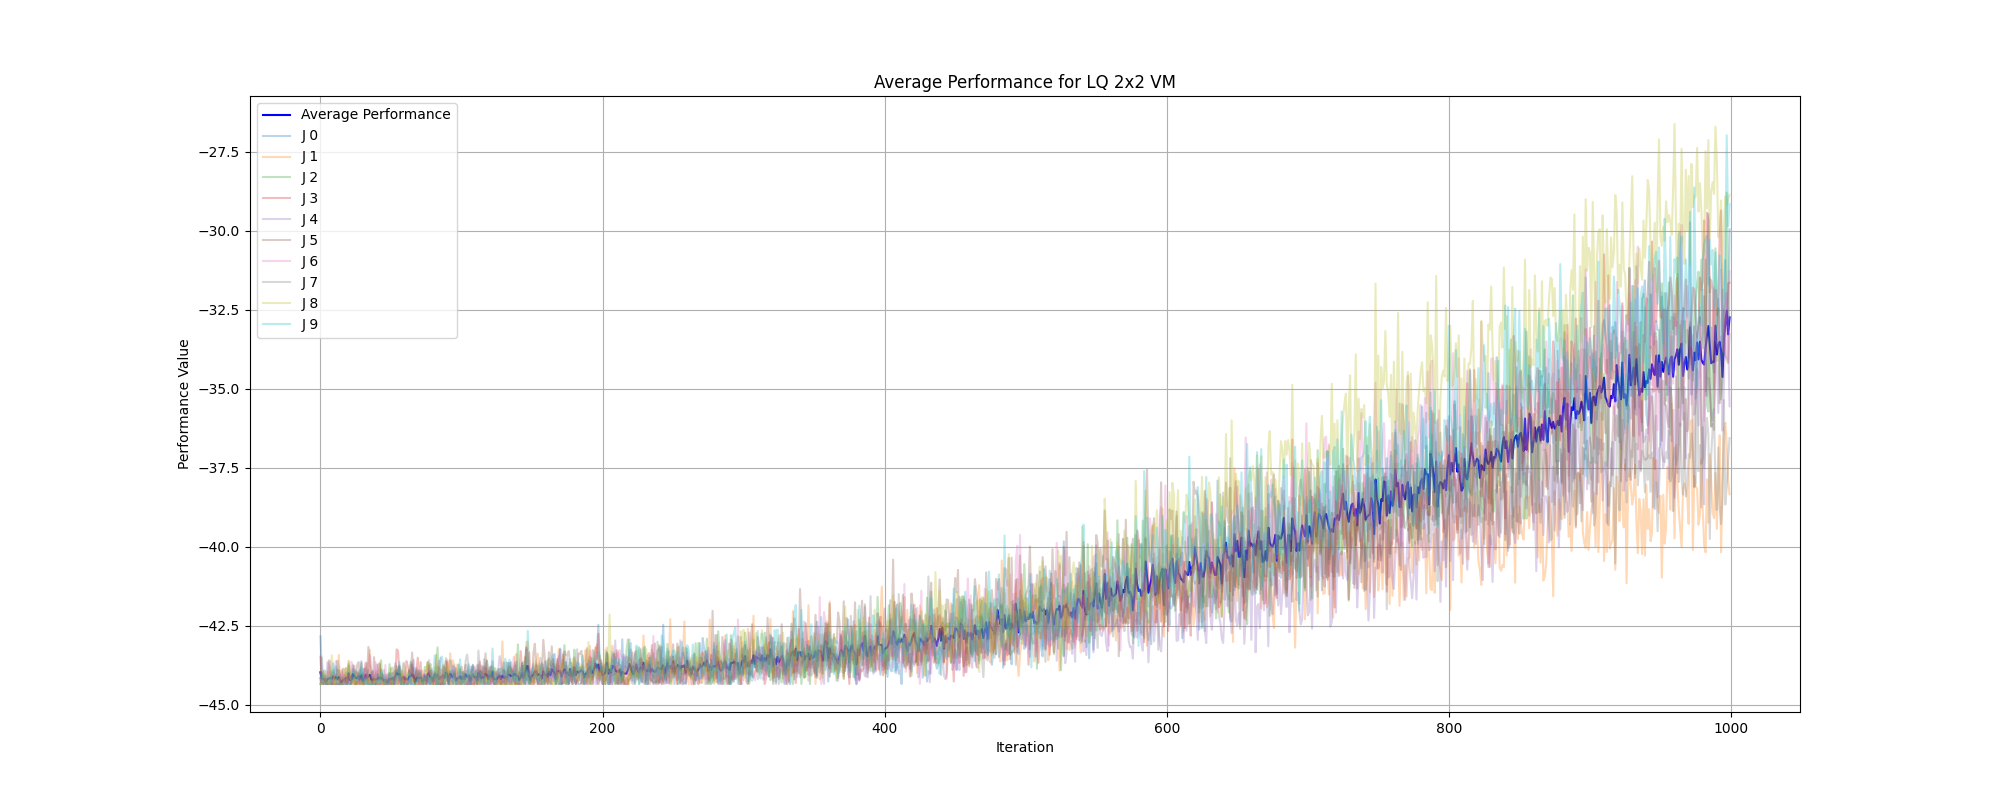 Average Performance for LQ 2x2 VM
Average Performance
J 0
J 1
J 2
J 3
J 4
J 5
J 6
J 7
J 8
J 9
−27.5
−30.0
−32.5
−35.0
−37.5
−40.0
−42.5
−45.0
Performance Value
0 200 400 600 800 1000
Iteration